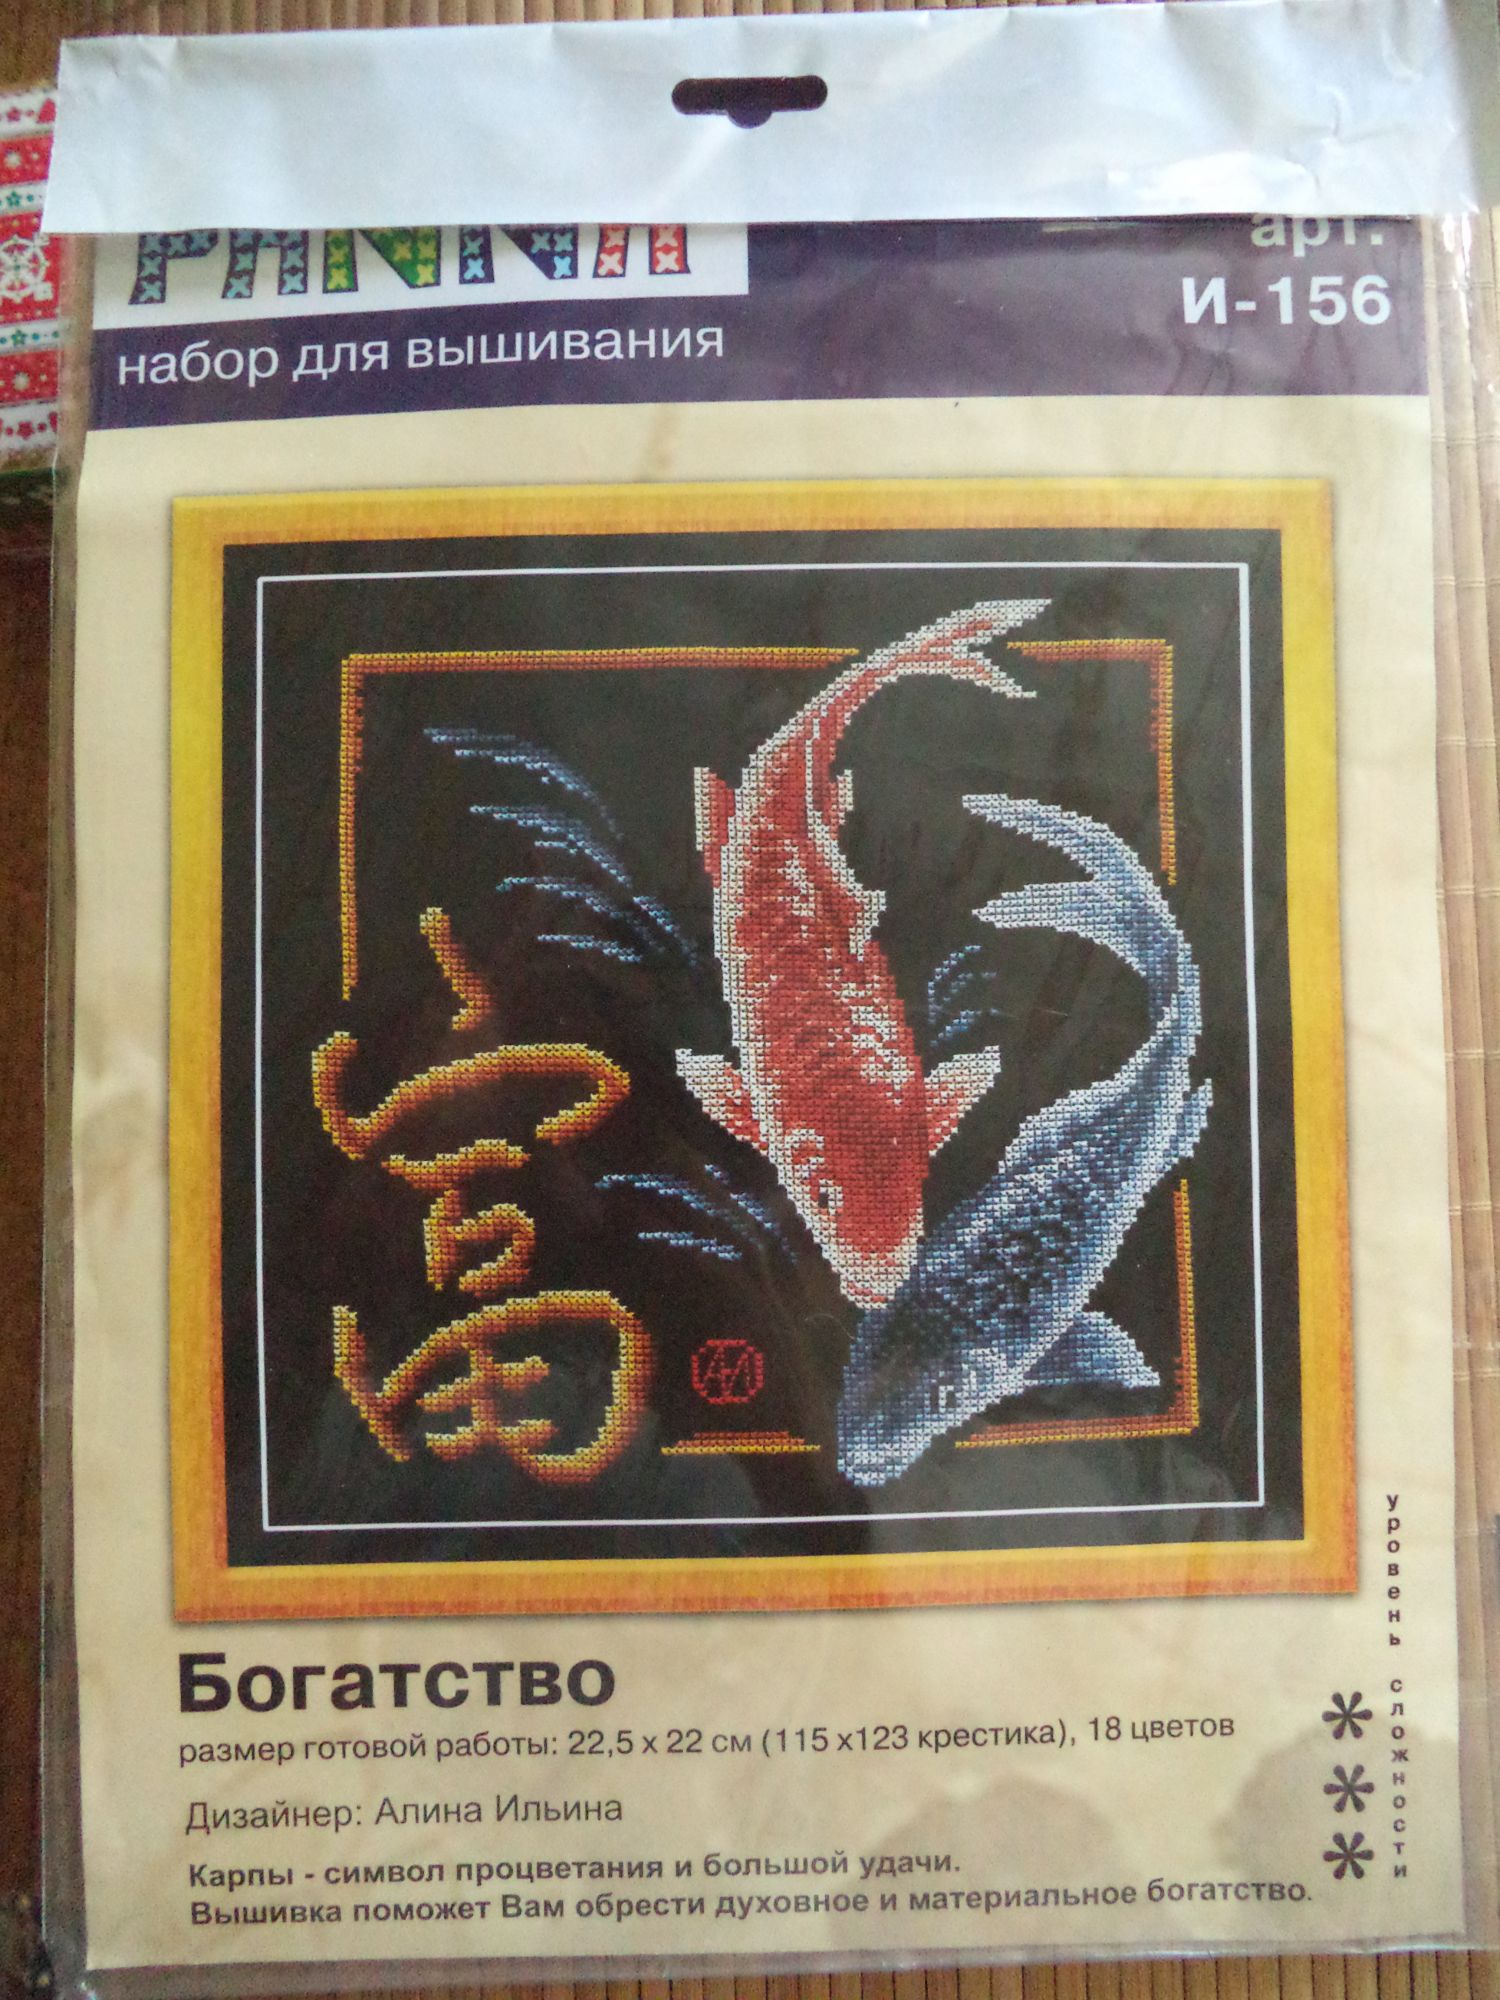 PANNA
арт.
И-156
набор для вышивания
Богатство
размер готовой работы: 22,5 x 22 см (115 x123 крестика), 18 цветов
Дизайнер: Алина Ильина
Карпы - символ процветания и большой удачи.
Вышивка поможет Вам обрести духовное и материальное богатство.
уровень сложности
***